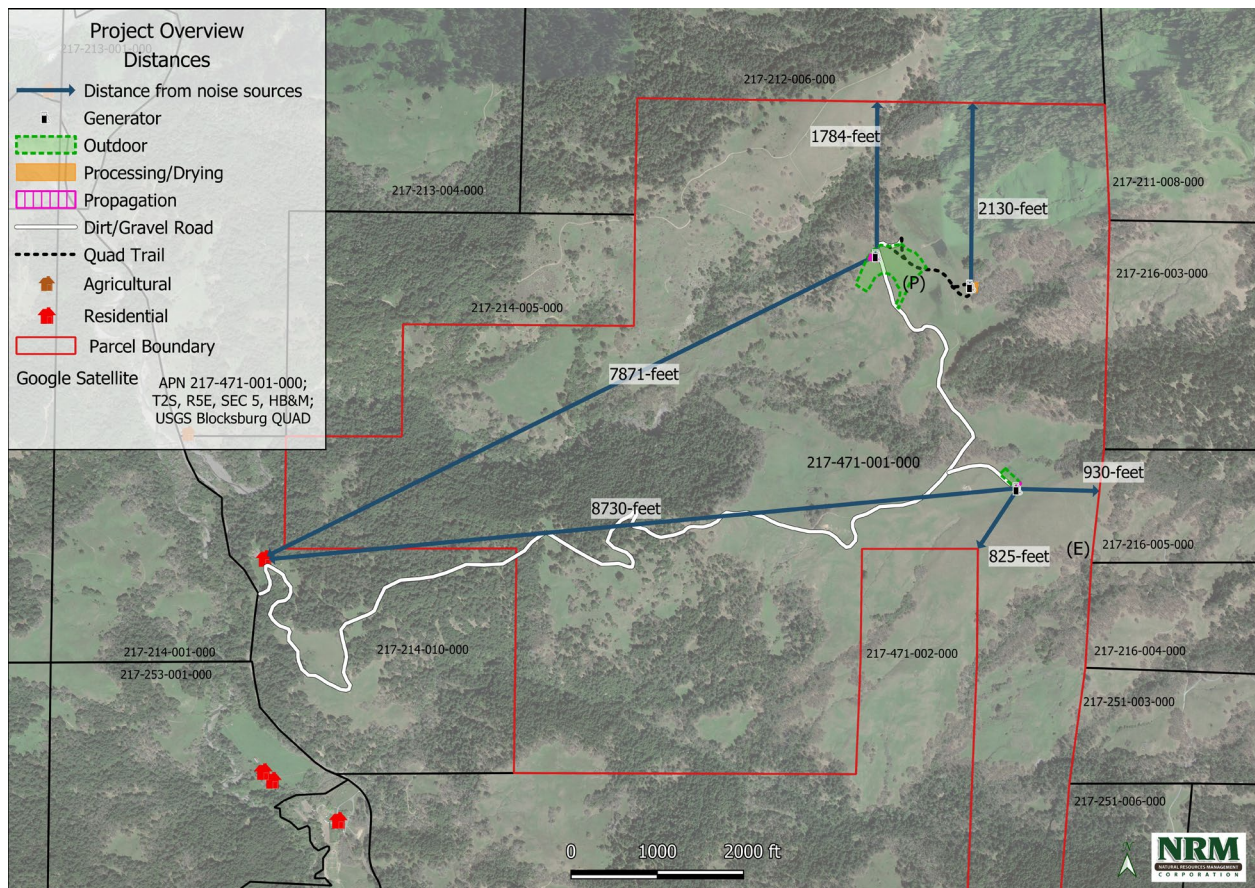 Project Overview
Distances
Distance from noise sources
Generator
Outdoor
Processing/Drying
Propagation
Dirt/Gravel Road
Quad Trail
Agricultural
Residential
Parcel Boundary
Google Satellite
APN 217-471-001-000;
T2S, R5E, SEC 5, HB&M;
USGS Blocksburg QUAD
217-213-001-000
217-212-006-000
1784-feet
217-213-004-000
217-211-008-000
2130-feet
217-216-003-000
(P)
217-214-005-000
7871-feet
217-471-001-000
930-feet
8730-feet
825-feet
(E)
217-216-005-000
217-214-001-000
217-253-001-000
217-214-010-000
217-471-002-000
217-216-004-000
217-251-003-000
217-251-006-000
0 1000 2000 ft
N
NRM
NATURAL RESOURCES MANAGEMENT
CORPORATION